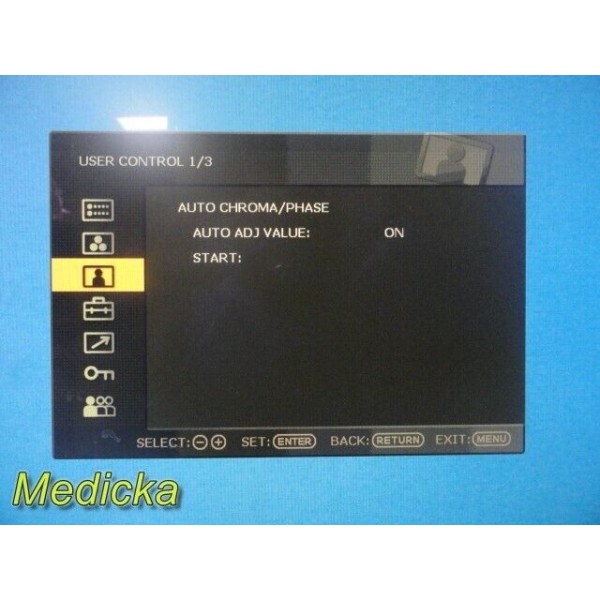 USER CONTROL 1/3
AUTO CHROMA/PHASE
AUTO ADJ VALUE: ON
START:
SELECT: SET: ENTER BACK: RETURN EXIT: MENU
Medicka